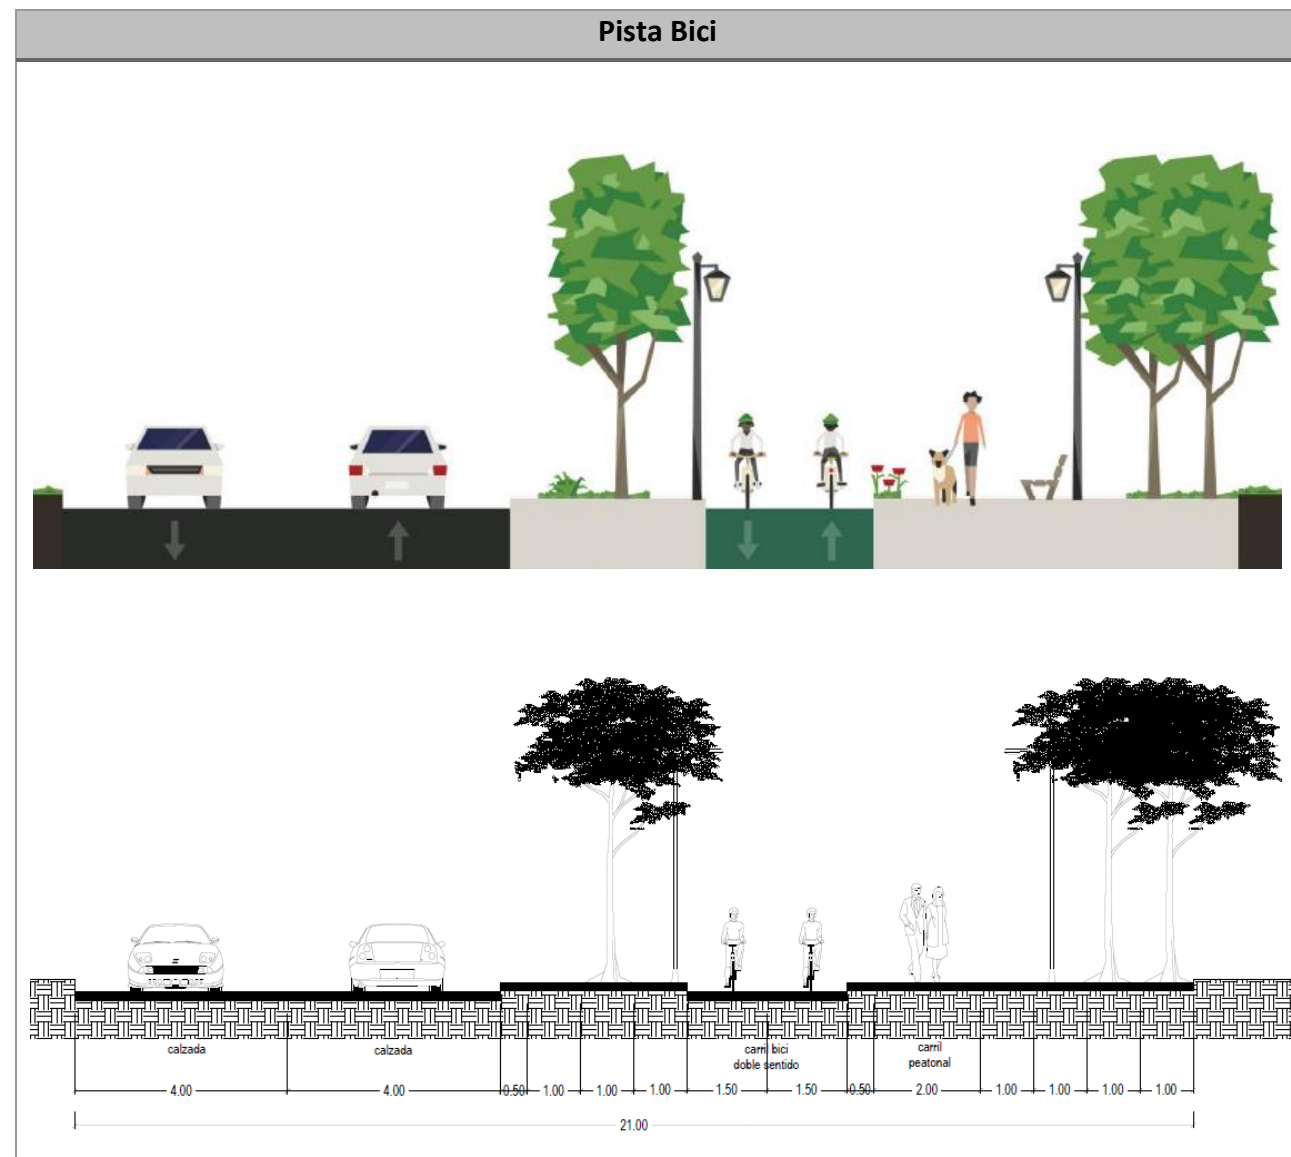 Pista Bici
calzada
calzada
carril bici
doble sentido
carril
peatonal
4.00 4.00 0.50 1.00 1.00 1.00 1.50 1.50 0.50 2.00 1.00 1.00 1.00 1.00
21.00